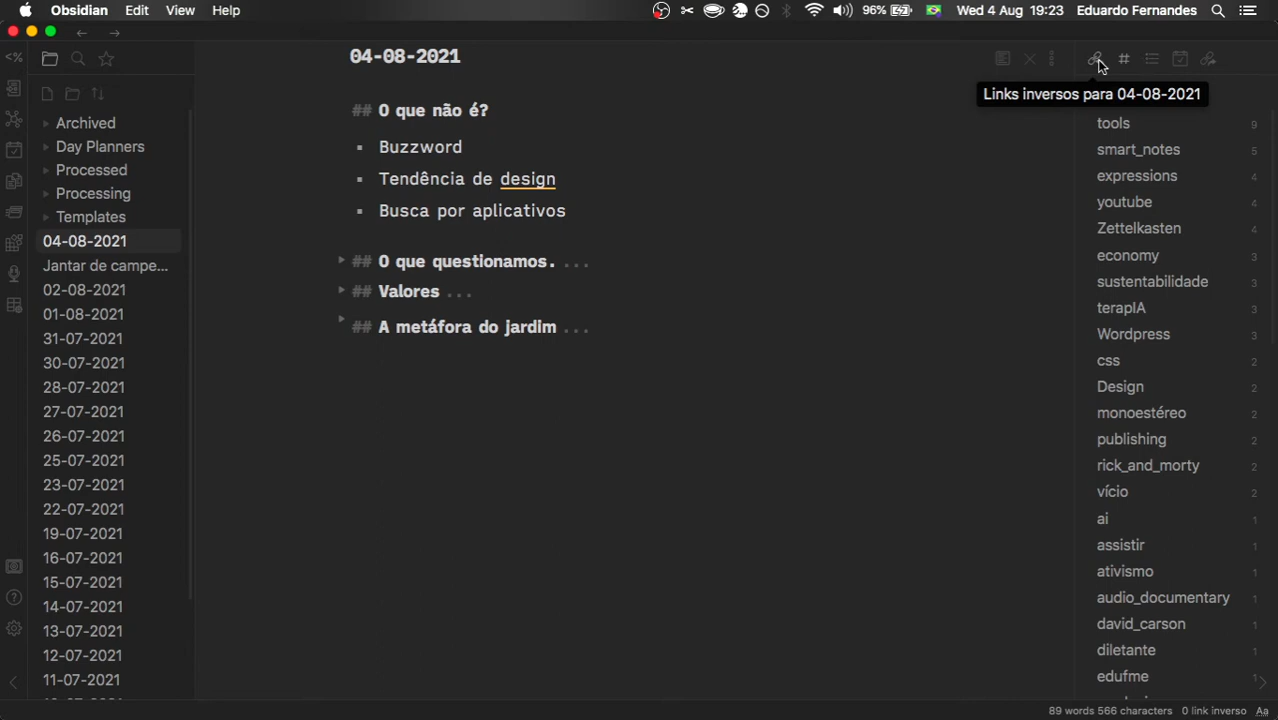 Obsidian Edit View Help 96% Wed 4 Aug 19:23 Eduardo Fernandes
<%
Archived
Day Planners
Processed
Processing
Templates
04-08-2021
Jantar de campe...
02-08-2021
01-08-2021
31-07-2021
30-07-2021
28-07-2021
27-07-2021
26-07-2021
25-07-2021
23-07-2021
22-07-2021
19-07-2021
16-07-2021
15-07-2021
14-07-2021
13-07-2021
12-07-2021
11-07-2021
04-08-2021
## O que não é?
Buzzword
Tendência de design
Busca por aplicativos
## O que questionamos. ...
## Valores ...
## A metáfora do jardim ...
Links inversos para 04-08-2021
tools 9
smart_notes 5
expressions 4
youtube 4
Zettelkasten 4
economy 3
sustentabilidade 3
terapIA 3
Wordpress 3
css 2
Design 2
monoestéreo 2
publishing 2
rick_and_morty 2
vício 2
ai 1
assistir 1
ativismo 1
audio_documentary 1
david_carson 1
diletante 1
edufme 1
89 words 566 characters 0 link inverso Aa